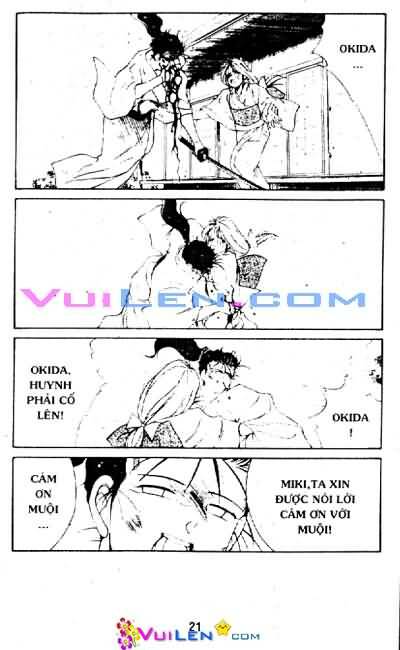 OKIDA
...
VUILEN.COM
OKIDA,
HUYNH
PHẢI CỐ
LÊN!
OKIDA
!
CÁM
ƠN
MUỘI
...
MIKI,TA XIN
ĐƯỢC NÓI LỜI
CÁM ƠN VỚI
MUỘI!
21
VUILEN COM